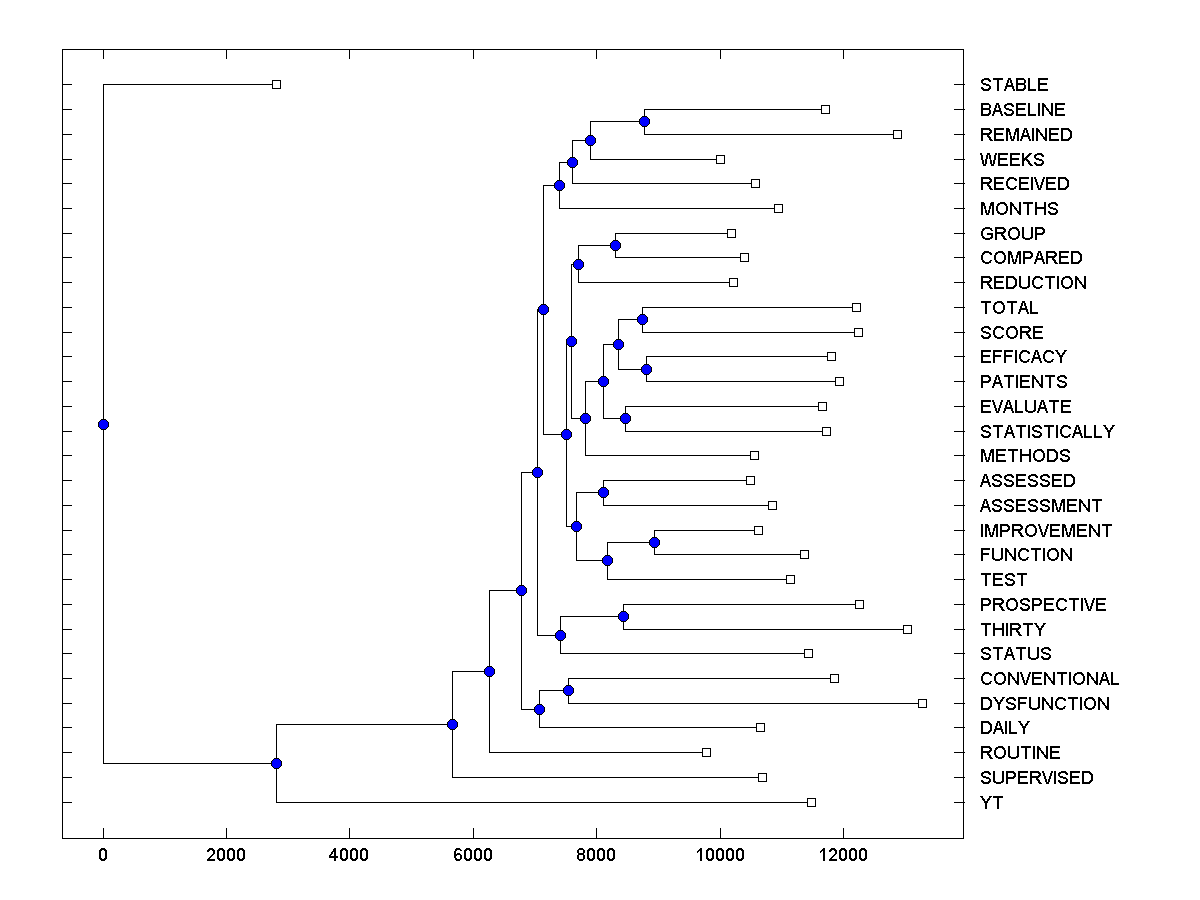 STABLE
BASELINE
REMAINED
WEEKS
RECEIVED
MONTHS
GROUP
COMPARED
REDUCTION
TOTAL
SCORE
EFFICACY
PATIENTS
EVALUATE
STATISTICALLY
METHODS
ASSESSED
ASSESSMENT
IMPROVEMENT
FUNCTION
TEST
PROSPECTIVE
THIRTY
STATUS
CONVENTIONAL
DYSFUNCTION
DAILY
ROUTINE
SUPERVISED
YT
0 2000 4000 6000 8000 10000 12000